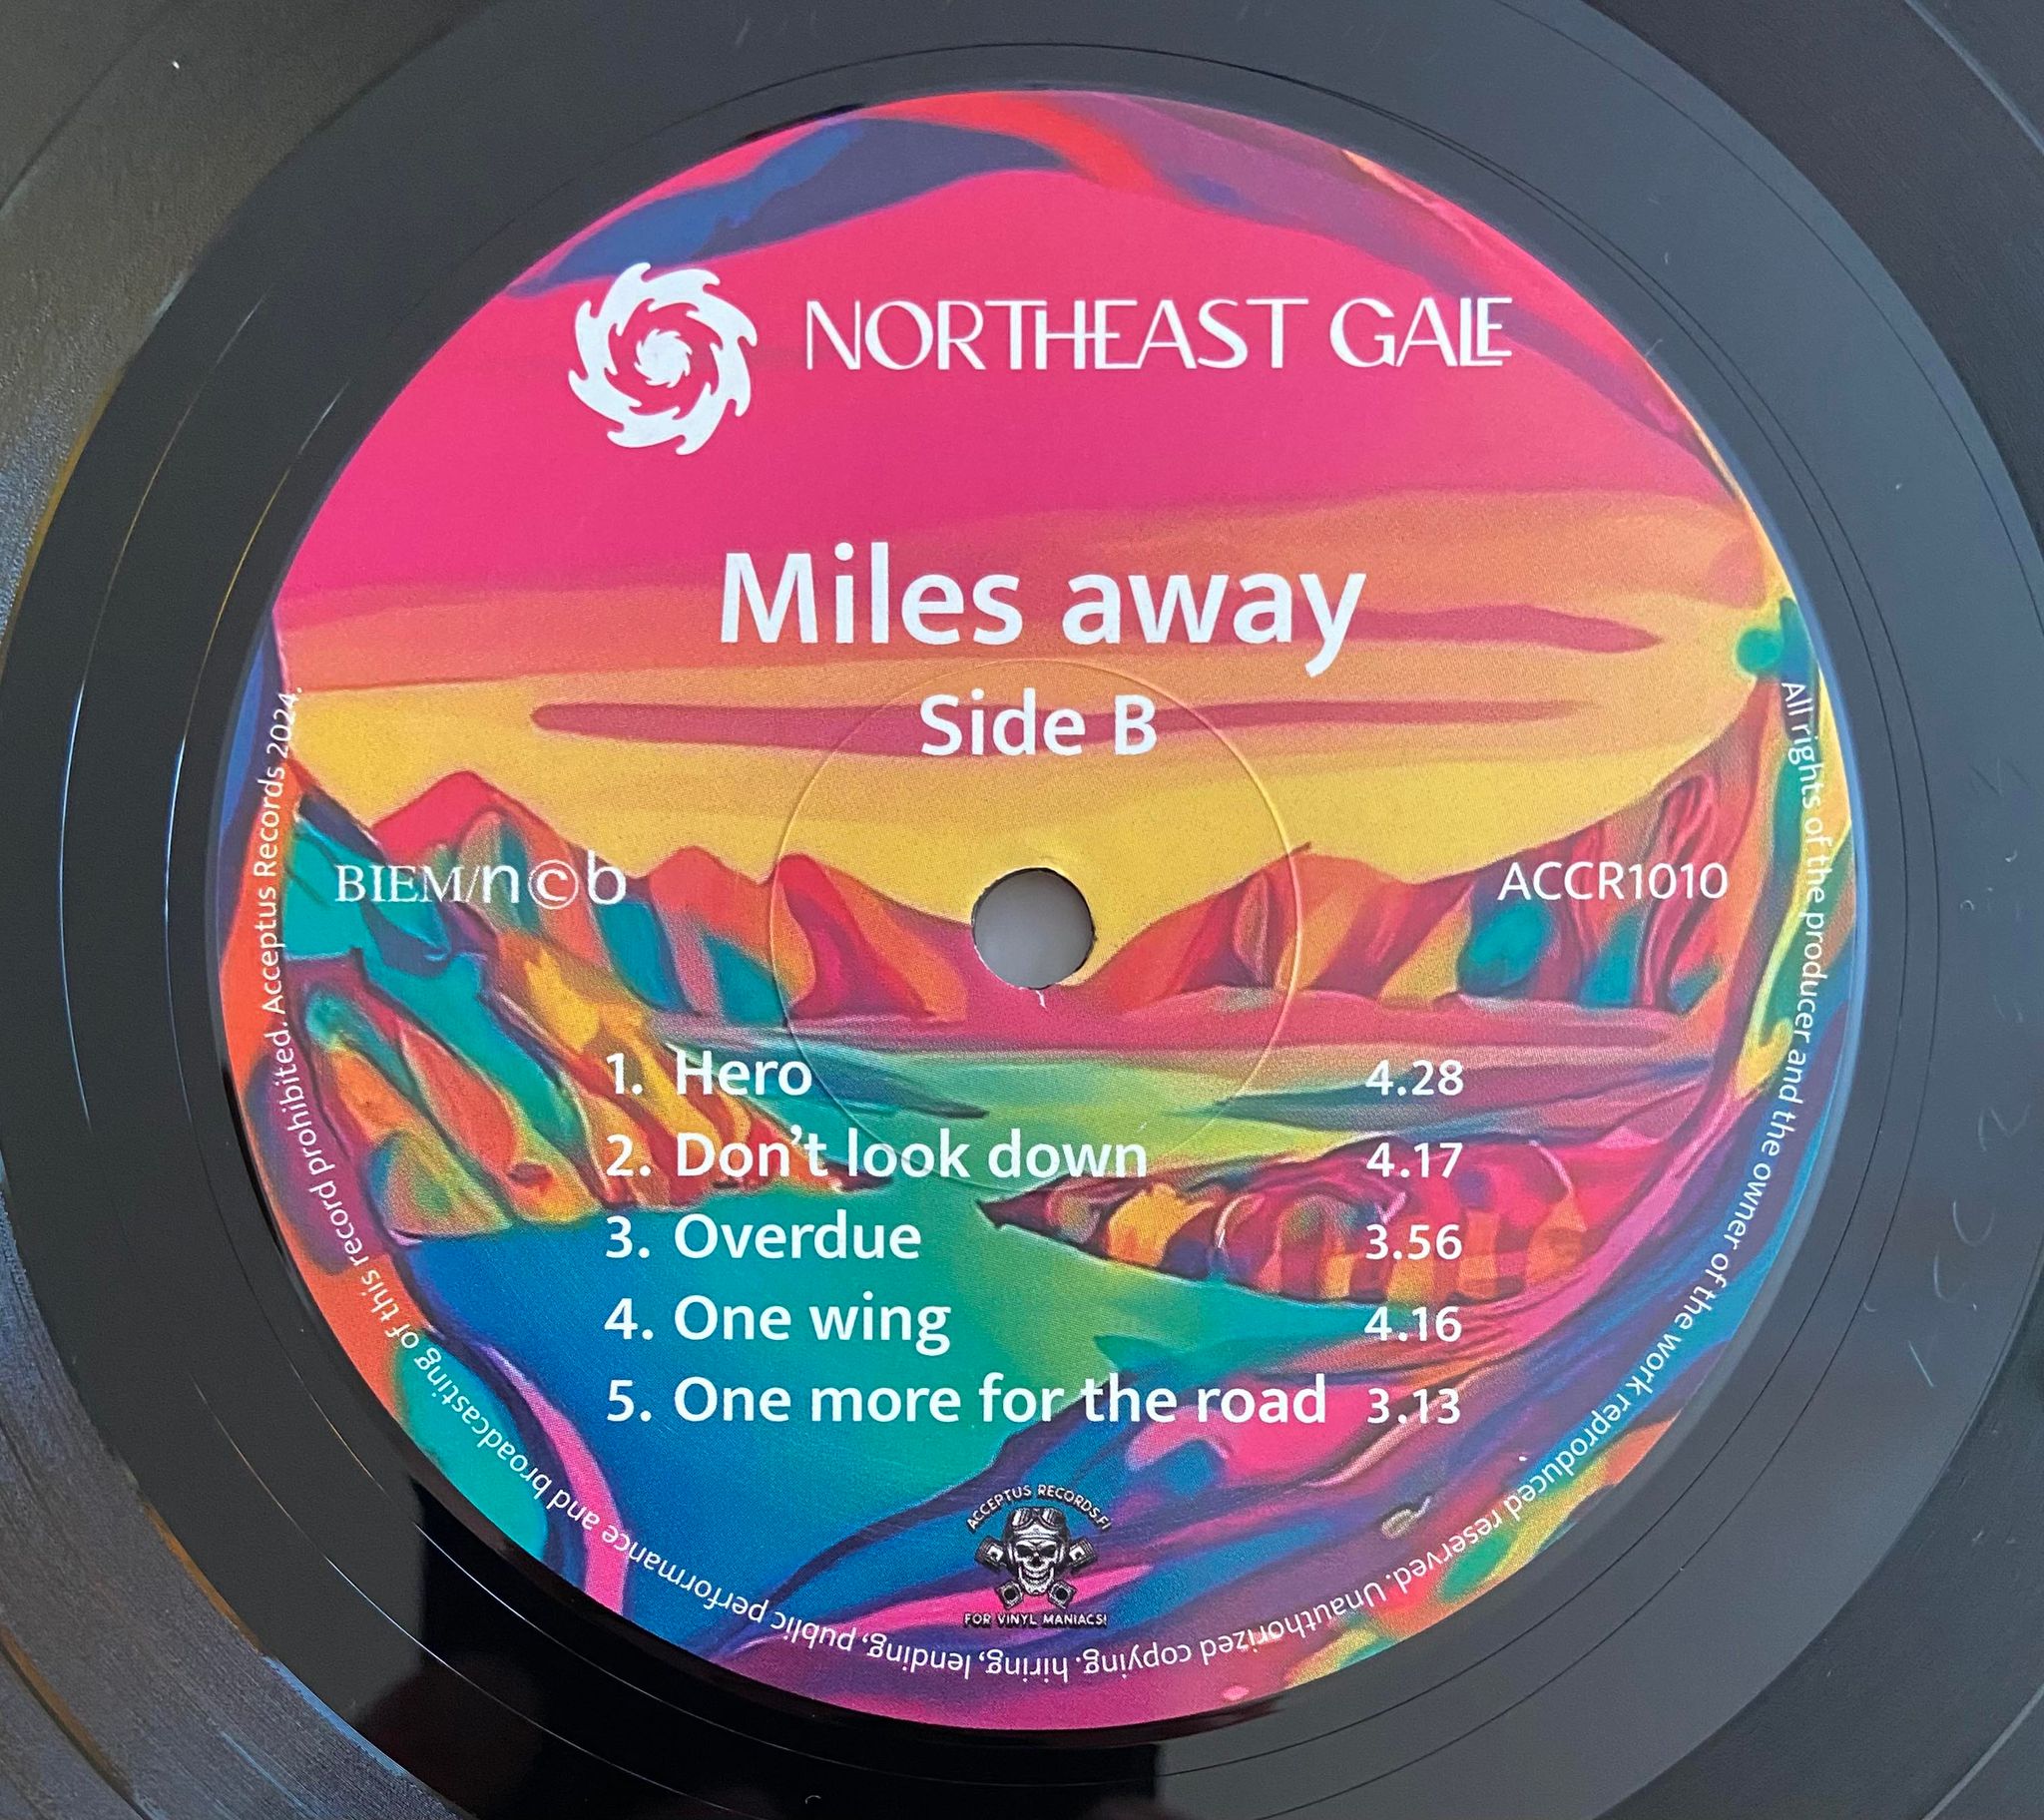 NORTHEAST GALE
Miles away
Side B
BIEM/n©b
ACCR1010
1. Hero 4.28
2. Don't look down 4.17
3. Overdue 3.56
4. One wing 4.16
5. One more for the road 3.13
ACCEPTUS RECORDS.FI
FOR VINYL MANIACS!
All rights of the producer and the owner of the work reproduced reserved. Unauthorized copying, hiring, lending, public performance and broadcasting of this record prohibited. Acceptus Records 2024.